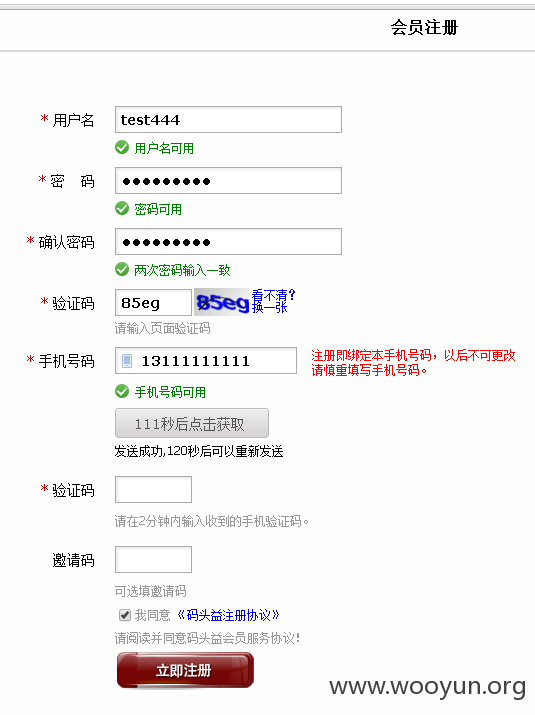 会员注册
* 用户名 test444
用户名可用
* 密 码 ●●●●●●●●●
密码可用
* 确认密码 ●●●●●●●●●
两次密码输入一致
* 验证码 85eg 85eg 看不清?
换一张
请输入页面验证码
* 手机号码 13111111111 注册即绑定本手机号码，以后不可更改
请慎重填写手机号码。
手机号码可用
111秒后点击获取
发送成功,120秒后可以重新发送
* 验证码
请在2分钟内输入收到的手机验证码。
邀请码
可选填邀请码
我同意 《码头益注册协议》
请阅读并同意码头益会员服务协议!
立即注册
www.wooyun.org